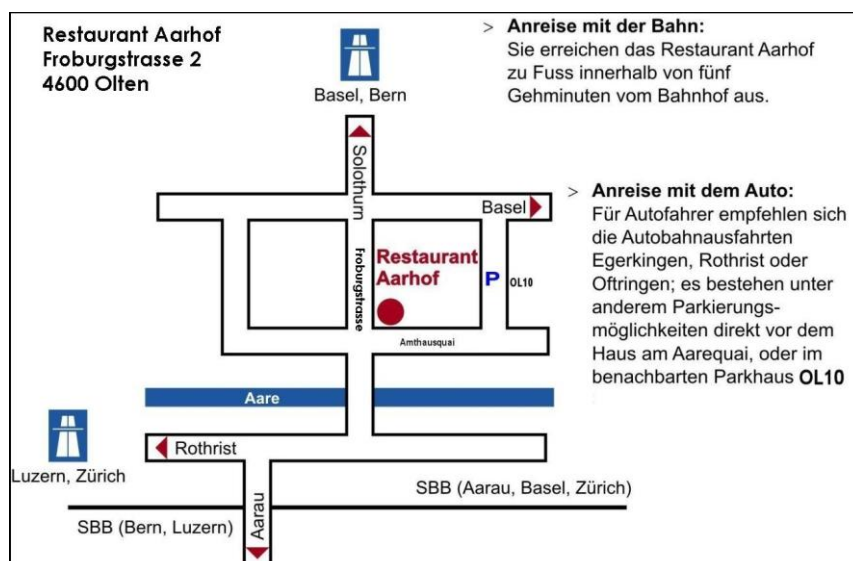 Restaurant Aarhof
Froburgstrasse 2
4600 Olten
Basel, Bern
> Anreise mit der Bahn:
Sie erreichen das Restaurant Aarhof
zu Fuss innerhalb von fünf
Gehminuten vom Bahnhof aus.
Solothurn
Basel
> Anreise mit dem Auto:
Für Autofahrer empfehlen sich
die Autobahnausfahrten
Egerkingen, Rothrist oder
Oftringen; es bestehen unter
anderem Parkierungs-
möglichkeiten direkt vor dem
Haus am Aarequai, oder im
benachbarten Parkhaus OL10
Froburgstrasse
Restaurant
Aarhof
P OL10
Amthausquai
Aare
Rothrist
Luzern, Zürich
SBB (Aarau, Basel, Zürich)
SBB (Bern, Luzern)
Aarau